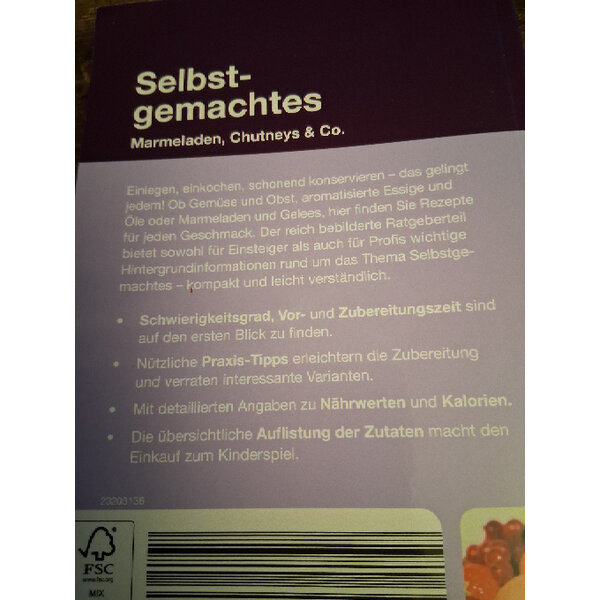 Selbst-
gemachtes
Marmeladen, Chutneys & Co.
Einlegen, einkochen, schonend konservieren – das gelingt
jedem! Ob Gemüse und Obst, aromatisierte Essige und
Öle oder Marmeladen und Gelees, hier finden Sie Rezepte
für jeden Geschmack. Der reich bebilderte Ratgeberteil
bietet sowohl für Einsteiger als auch für Profis wichtige
Hintergrundinformationen rund um das Thema Selbstge-
machtes – kompakt und leicht verständlich.
• Schwierigkeitsgrad, Vor- und Zubereitungszeit sind
auf den ersten Blick zu finden.
• Nützliche Praxis-Tipps erleichtern die Zubereitung
und verraten interessante Varianten.
• Mit detaillierten Angaben zu Nährwerten und Kalorien.
• Die übersichtliche Auflistung der Zutaten macht den
Einkauf zum Kinderspiel.
FSC
www.fsc.org
MIX